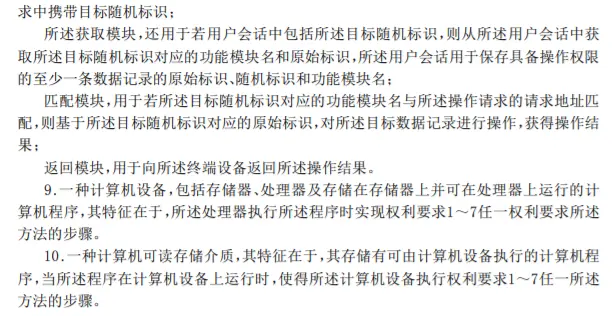 求中携带目标随机标识；
所述获取模块，还用于若用户会话中包括所述目标随机标识，则从所述用户会话中获
取所述目标随机标识对应的功能模块名和原始标识，所述用户会话用于保存具备操作权限
的至少一条数据记录的原始标识、随机标识和功能模块名；
匹配模块，用于若所述目标随机标识对应的功能模块名与所述操作请求的请求地址匹
配，则基于所述目标随机标识对应的原始标识，对所述目标数据记录进行操作，获得操作结
果；
返回模块，用于向所述终端设备返回所述操作结果。
9.一种计算机设备，包括存储器、处理器及存储在存储器上并可在处理器上运行的计
算机程序，其特征在于，所述处理器执行所述程序时实现权利要求1～7任一权利要求所述
方法的步骤。
10.一种计算机可读存储介质，其特征在于，其存储有可由计算机设备执行的计算机程
序，当所述程序在计算机设备上运行时，使得所述计算机设备执行权利要求1～7任一所述
方法的步骤。